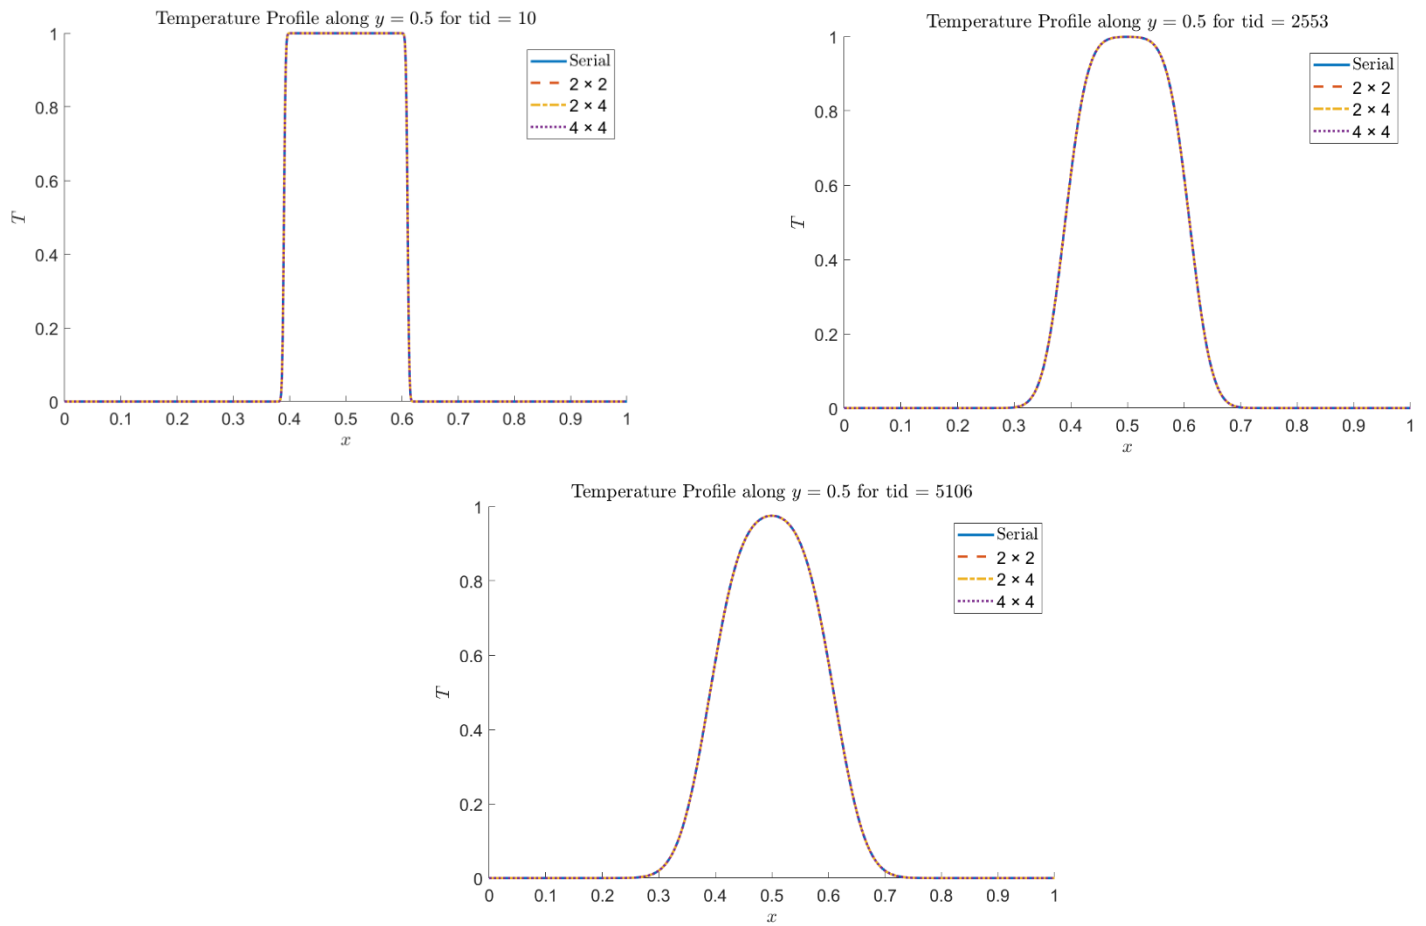 Temperature Profile along y = 0.5 for tid = 10
1
0.8
0.6
0.4
0.2
0
T
0 0.1 0.2 0.3 0.4 0.5 0.6 0.7 0.8 0.9 1
x
Serial
2 × 2
2 × 4
4 × 4
Temperature Profile along y = 0.5 for tid = 2553
1
0.8
0.6
0.4
0.2
0
T
0 0.1 0.2 0.3 0.4 0.5 0.6 0.7 0.8 0.9 1
x
Serial
2 × 2
2 × 4
4 × 4
Temperature Profile along y = 0.5 for tid = 5106
1
0.8
0.6
0.4
0.2
0
T
0 0.1 0.2 0.3 0.4 0.5 0.6 0.7 0.8 0.9 1
x
Serial
2 × 2
2 × 4
4 × 4